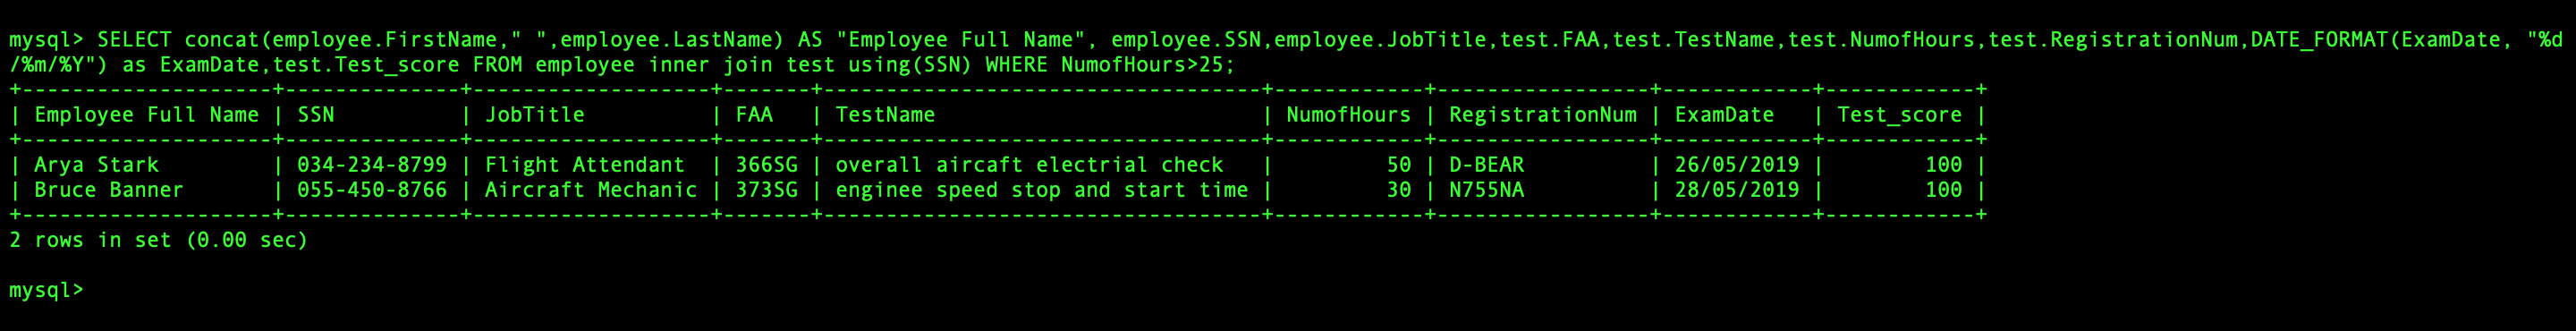 mysql> SELECT concat(employee.FirstName," ",employee.LastName) AS "Employee Full Name", employee.SSN,employee.JobTitle,test.FAA,test.TestName,test.NumofHours,test.RegistrationNum,DATE_FORMAT(ExamDate, "%d
/%m/%Y") as ExamDate,test.Test_score FROM employee inner join test using(SSN) WHERE NumofHours>25;
+--------------------+--------------+-------------------+-------+-----------------------------------+------------+-----------------+------------+------------+
| Employee Full Name | SSN          | JobTitle          | FAA   | TestName                          | NumofHours | RegistrationNum | ExamDate   | Test_score |
+--------------------+--------------+-------------------+-------+-----------------------------------+------------+-----------------+------------+------------+
| Arya Stark         | 034-234-8799 | Flight Attendant  | 366SG | overall aircaft electrial check   |         50 | D-BEAR          | 26/05/2019 |        100 |
| Bruce Banner       | 055-450-8766 | Aircraft Mechanic | 373SG | enginee speed stop and start time |         30 | N755NA          | 28/05/2019 |        100 |
+--------------------+--------------+-------------------+-------+-----------------------------------+------------+-----------------+------------+------------+
2 rows in set (0.00 sec)
mysql>